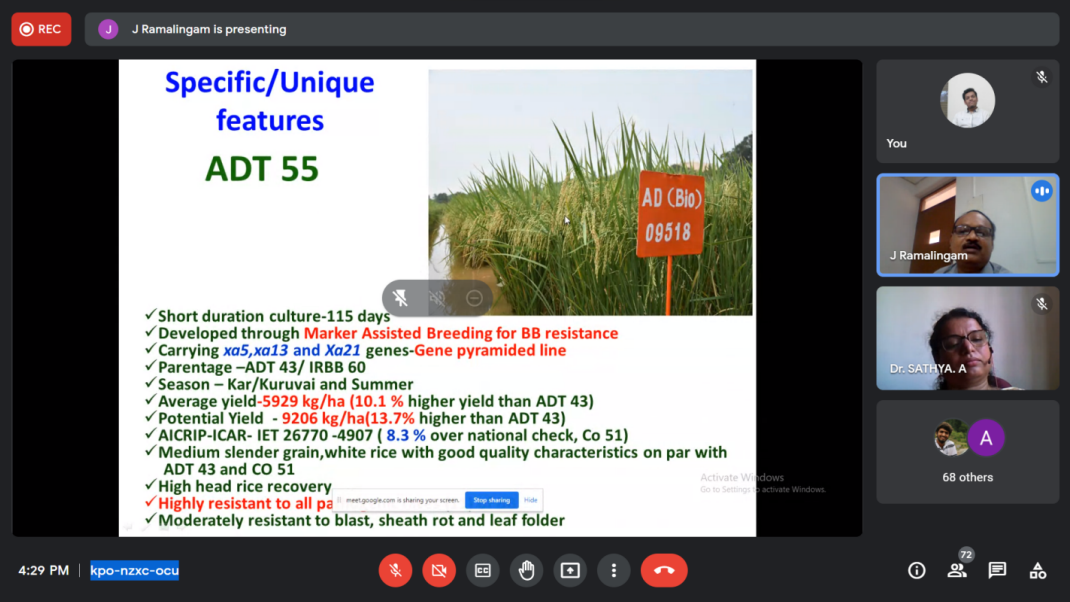 REC
J
J Ramalingam is presenting
Specific/Unique
features
ADT 55
AD (Bio)
09518
✓Short duration culture-115 days
✓Developed through Marker Assisted Breeding for BB resistance
✓Carrying xa5,xa13 and Xa21 genes-Gene pyramided line
✓Parentage –ADT 43/ IRBB 60
✓Season – Kar/Kuruvai and Summer
✓Average yield-5929 kg/ha (10.1 % higher yield than ADT 43)
✓Potential Yield - 9206 kg/ha(13.7% higher than ADT 43)
✓AICRIP-ICAR- IET 26770 -4907 ( 8.3 % over national check, Co 51)
✓Medium slender grain,white rice with good quality characteristics on par with
ADT 43 and CO 51
✓High head rice recovery
✓Highly resistant to all
✓Moderately resistant to blast, sheath rot and leaf folder
meet.google.com is sharing your screen. Stop sharing Hide
Activate Windows
Go to Settings to activate Windows.
You
J Ramalingam
Dr. SATHYA. A
A
68 others
4:29 PM | kpo-nzxc-ocu
CC
72